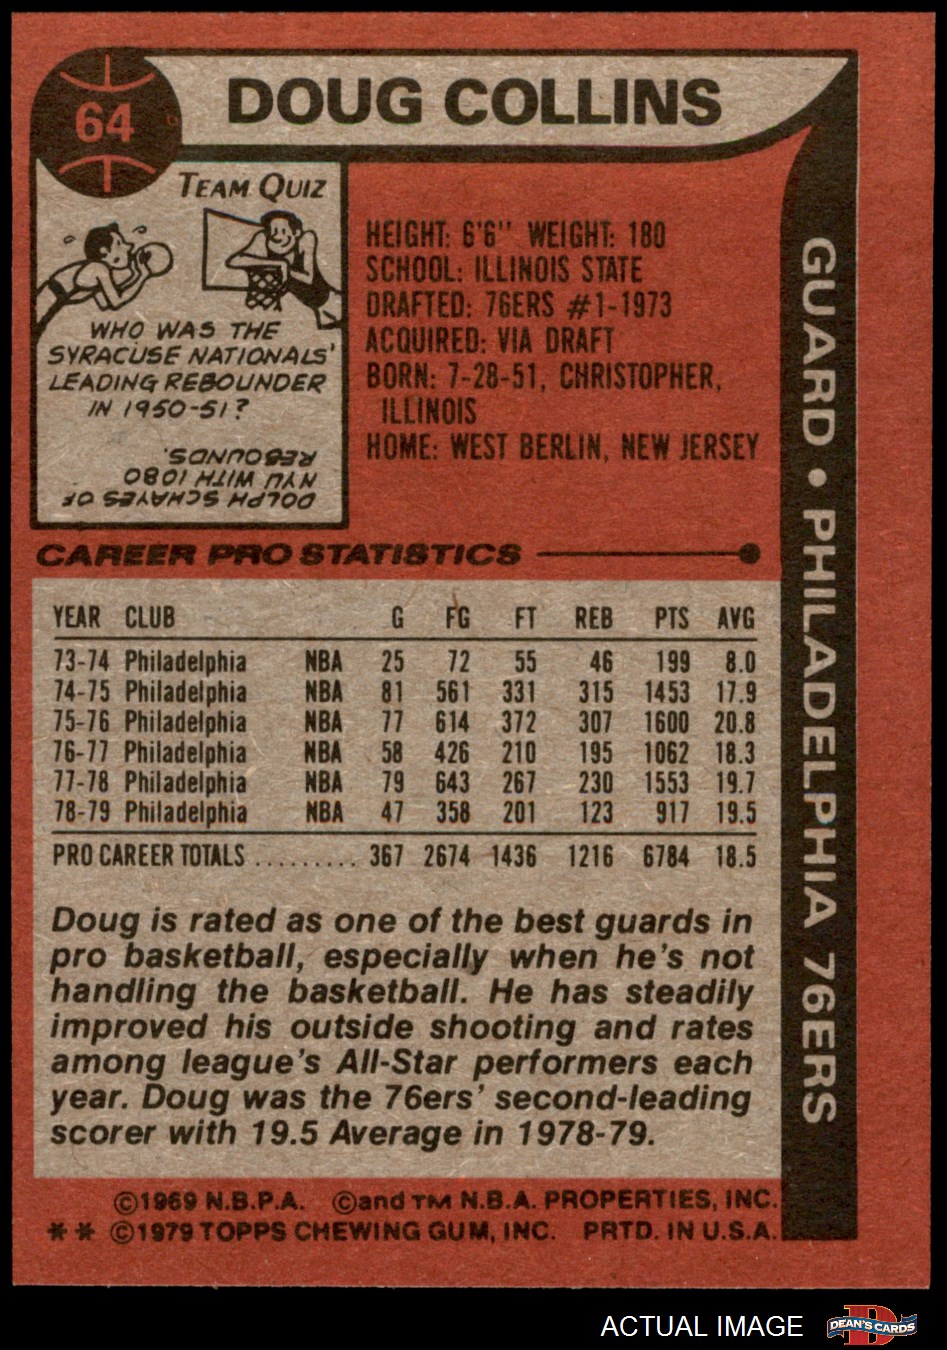 64
DOUG COLLINS
TEAM QUIZ
WHO WAS THE
SYRACUSE NATIONALS'
LEADING REBOUNDER
IN 1950-51?
DOLPH SCHAYES OF
NYU WITH 1080
REBOUNDS.
HEIGHT: 6'6" WEIGHT: 180
SCHOOL: ILLINOIS STATE
DRAFTED: 76ERS #1-1973
ACQUIRED: VIA DRAFT
BORN: 7-28-51, CHRISTOPHER,
ILLINOIS
HOME: WEST BERLIN, NEW JERSEY
GUARD • PHILADELPHIA 76ERS
CAREER PRO STATISTICS
YEAR CLUB G FG FT REB PTS AVG
73-74 Philadelphia NBA 25 72 55 46 199 8.0
74-75 Philadelphia NBA 81 561 331 315 1453 17.9
75-76 Philadelphia NBA 77 614 372 307 1600 20.8
76-77 Philadelphia NBA 58 426 210 195 1062 18.3
77-78 Philadelphia NBA 79 643 267 230 1553 19.7
78-79 Philadelphia NBA 47 358 201 123 917 19.5
PRO CAREER TOTALS ......... 367 2674 1436 1216 6784 18.5
Doug is rated as one of the best guards in
pro basketball, especially when he's not
handling the basketball. He has steadily
improved his outside shooting and rates
among league's All-Star performers each
year. Doug was the 76ers' second-leading
scorer with 19.5 Average in 1978-79.
©1969 N.B.P.A. ©and TM N.B.A. PROPERTIES, INC.
** ©1979 TOPPS CHEWING GUM, INC. PRTD. IN U.S.A.
ACTUAL IMAGE
D
DEAN'S CARDS